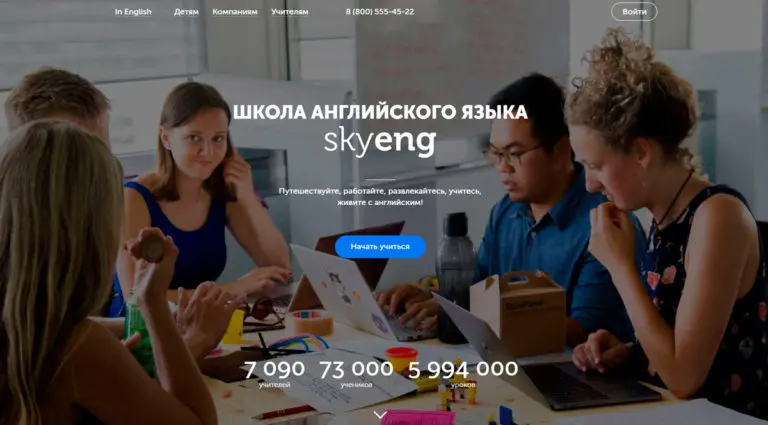 In English
Детям
Компаниям
Учителям
8 (800) 555-45-22
Войти
ШКОЛА АНГЛИЙСКОГО ЯЗЫКА
skyeng
Путешествуйте, работайте, развлекайтесь, учитесь,
живите с английским!
Начать учиться
7 090 73 000 5 994 000
учителей учеников уроков